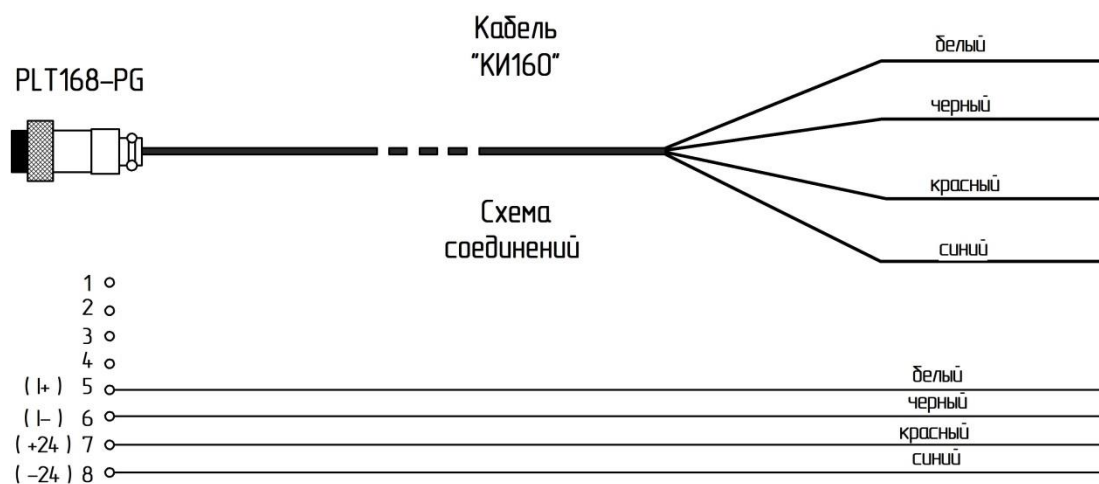 Кабель
"КИ160"
PLT168-PG
белый
черный
красный
синий
Схема
соединений
1
2
3
4
( I+ ) 5 белый
( I- ) 6 черный
( +24 ) 7 красный
( -24 ) 8 синий